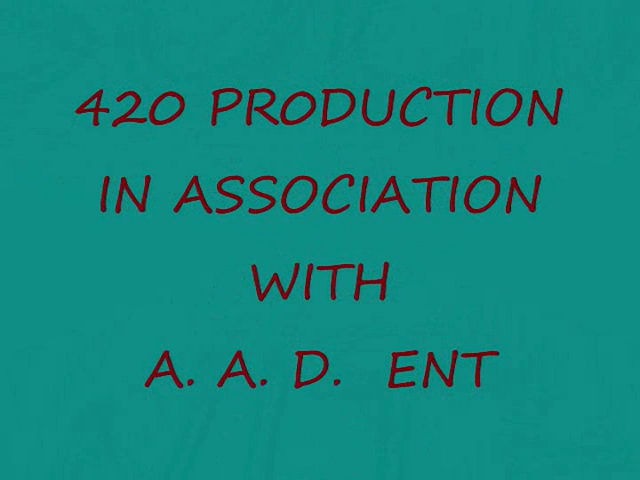 420 PRODUCTION
IN ASSOCIATION
WITH
A. A. D. ENT